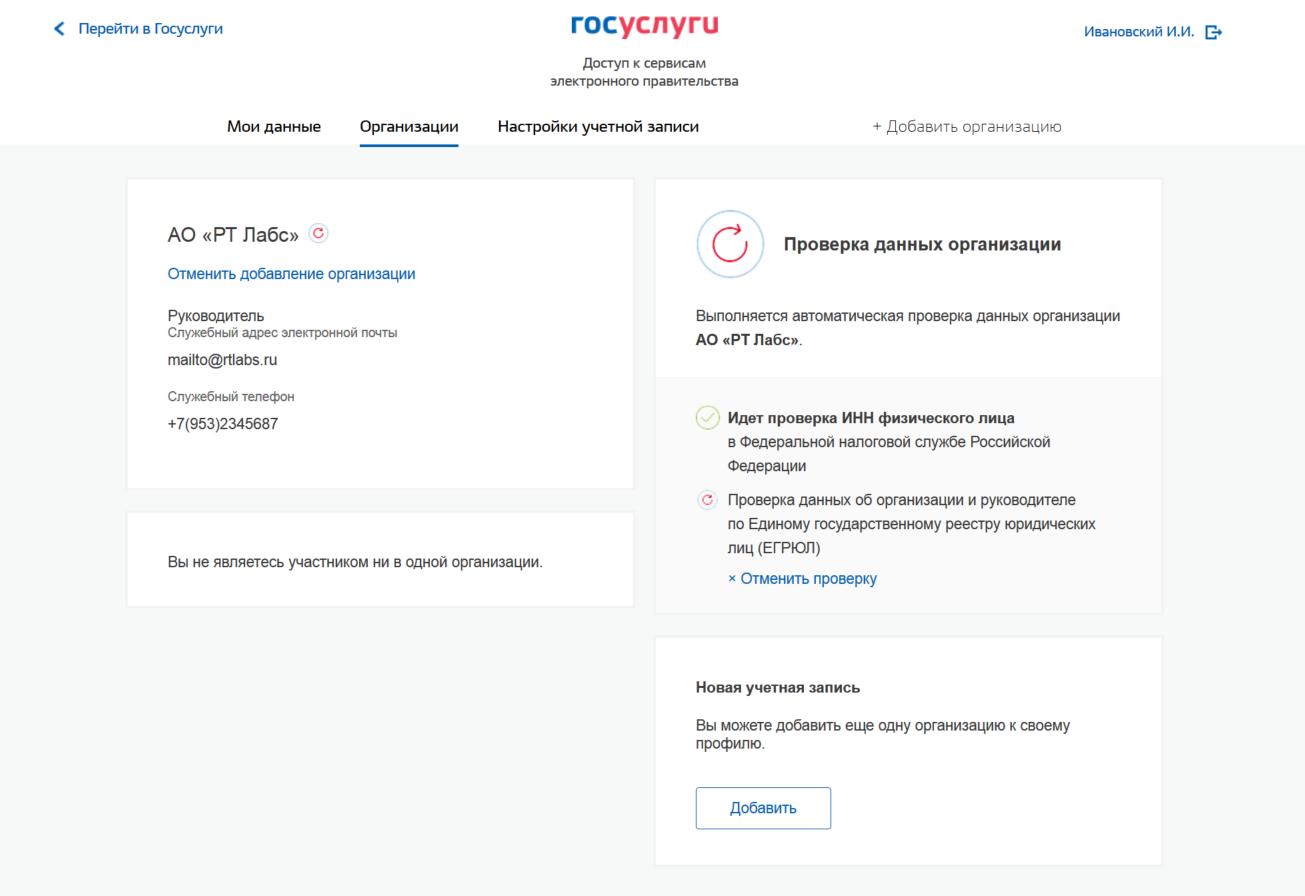 Перейти в Госуслуги
госуслуги
Ивановский И.И.
Доступ к сервисам
электронного правительства
Мои данные
Организации
Настройки учетной записи
+ Добавить организацию
АО «РТ Лабс»
Отменить добавление организации
Руководитель
Служебный адрес электронной почты
mailto@rtlabs.ru
Служебный телефон
+7(953)2345687
Вы не являетесь участником ни в одной организации.
Проверка данных организации
Выполняется автоматическая проверка данных организации
АО «РТ Лабс».
Идет проверка ИНН физического лица
в Федеральной налоговой службе Российской
Федерации
Проверка данных об организации и руководителе
по Единому государственному реестру юридических
лиц (ЕГРЮЛ)
× Отменить проверку
Новая учетная запись
Вы можете добавить еще одну организацию к своему
профилю.
Добавить